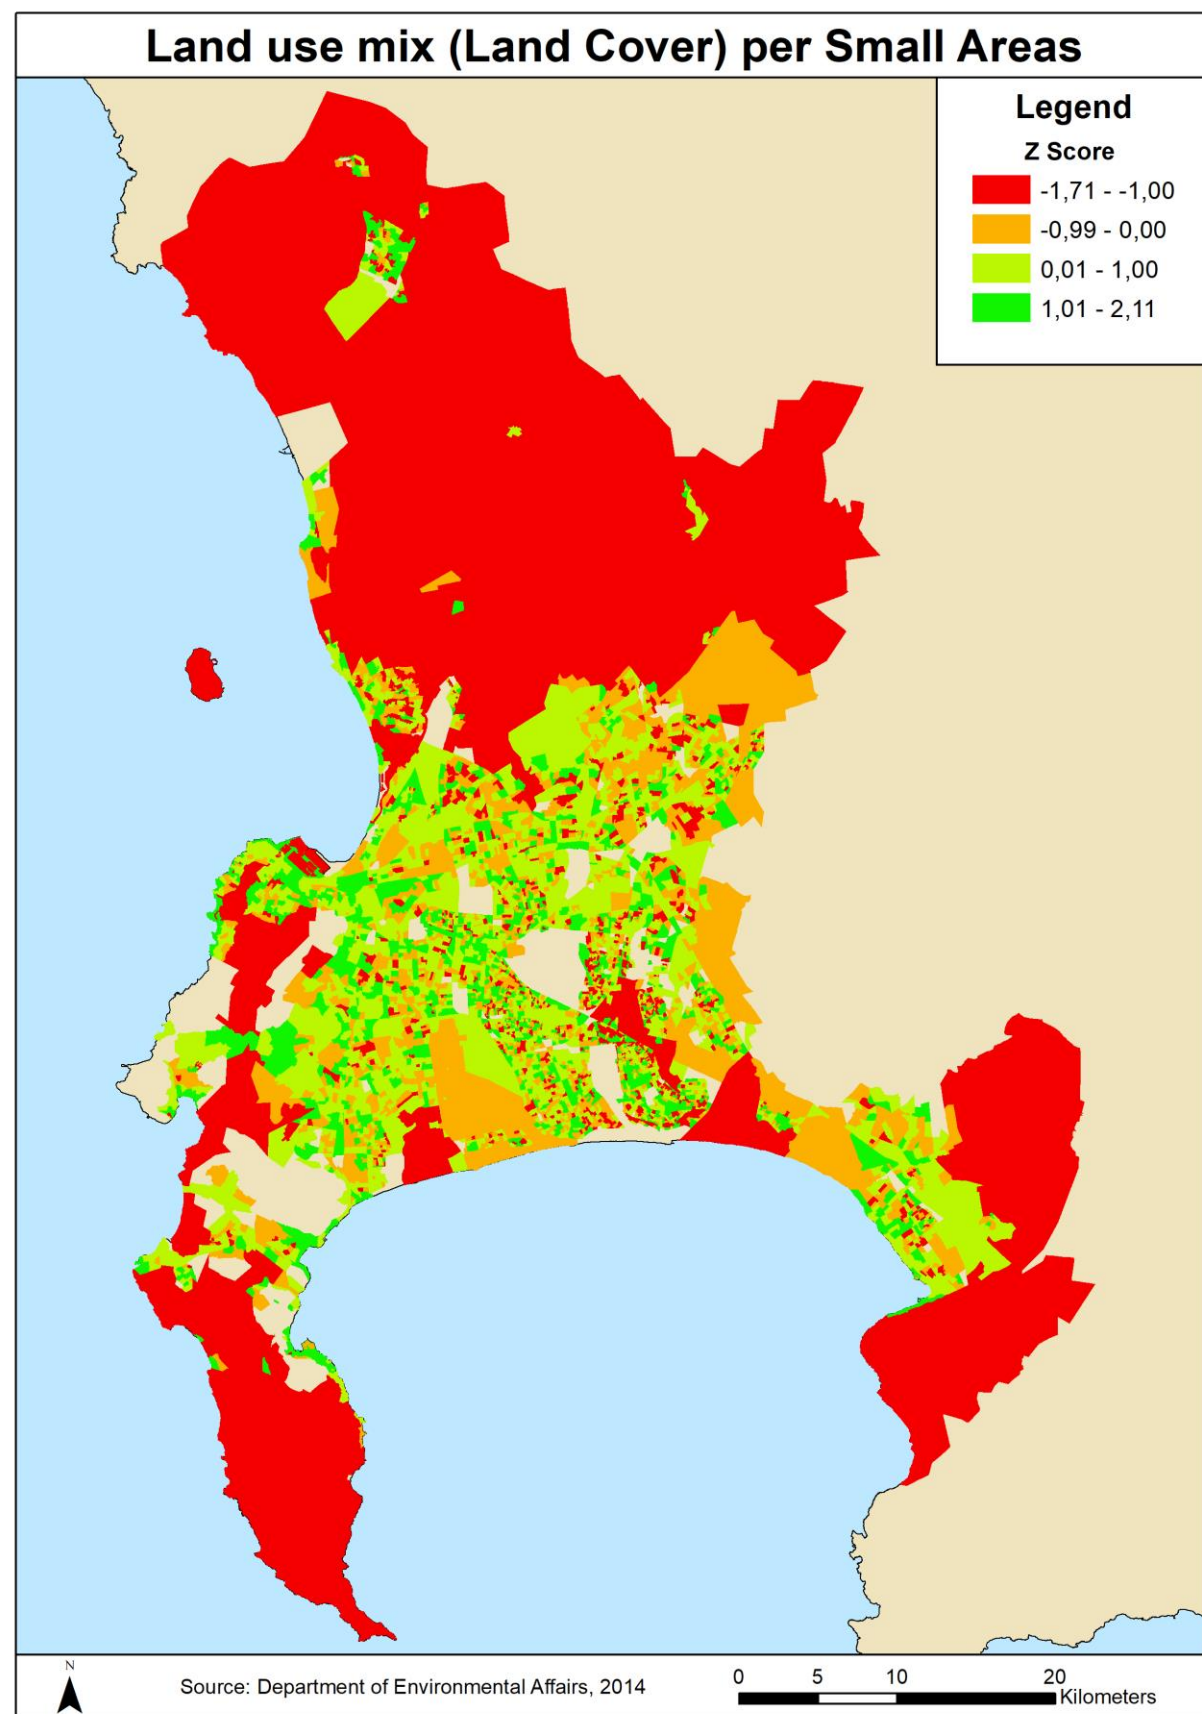 Land use mix (Land Cover) per Small Areas
Legend
Z Score
-1,71 - -1,00
-0,99 - 0,00
0,01 - 1,00
1,01 - 2,11
N
Source: Department of Environmental Affairs, 2014
0 5 10 20
Kilometers